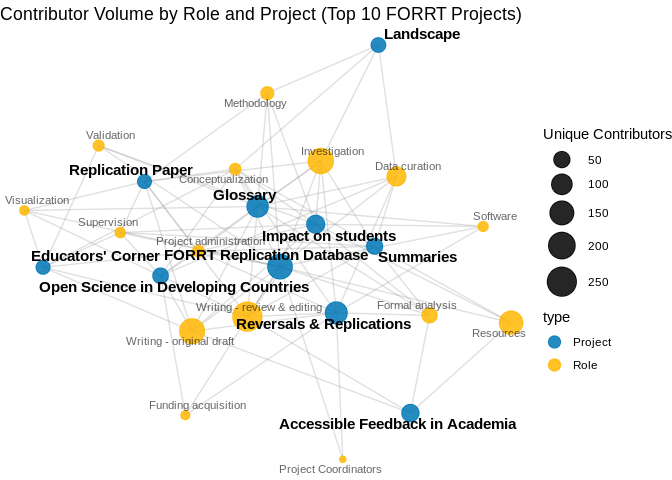 Contributor Volume by Role and Project (Top 10 FORRT Projects)
Landscape
Methodology
Validation
Investigation
Replication Paper
Conceptualization
Data curation
Glossary
Visualization
Supervision
Software
Project administration
Impact on students
Educators' Corner
FORRT Replication Database
Summaries
Open Science in Developing Countries
Writing - review & editing
Formal analysis
Reversals & Replications
Resources
Writing - original draft
Funding acquisition
Accessible Feedback in Academia
Project Coordinators
Unique Contributors
50
100
150
200
250
type
Project
Role